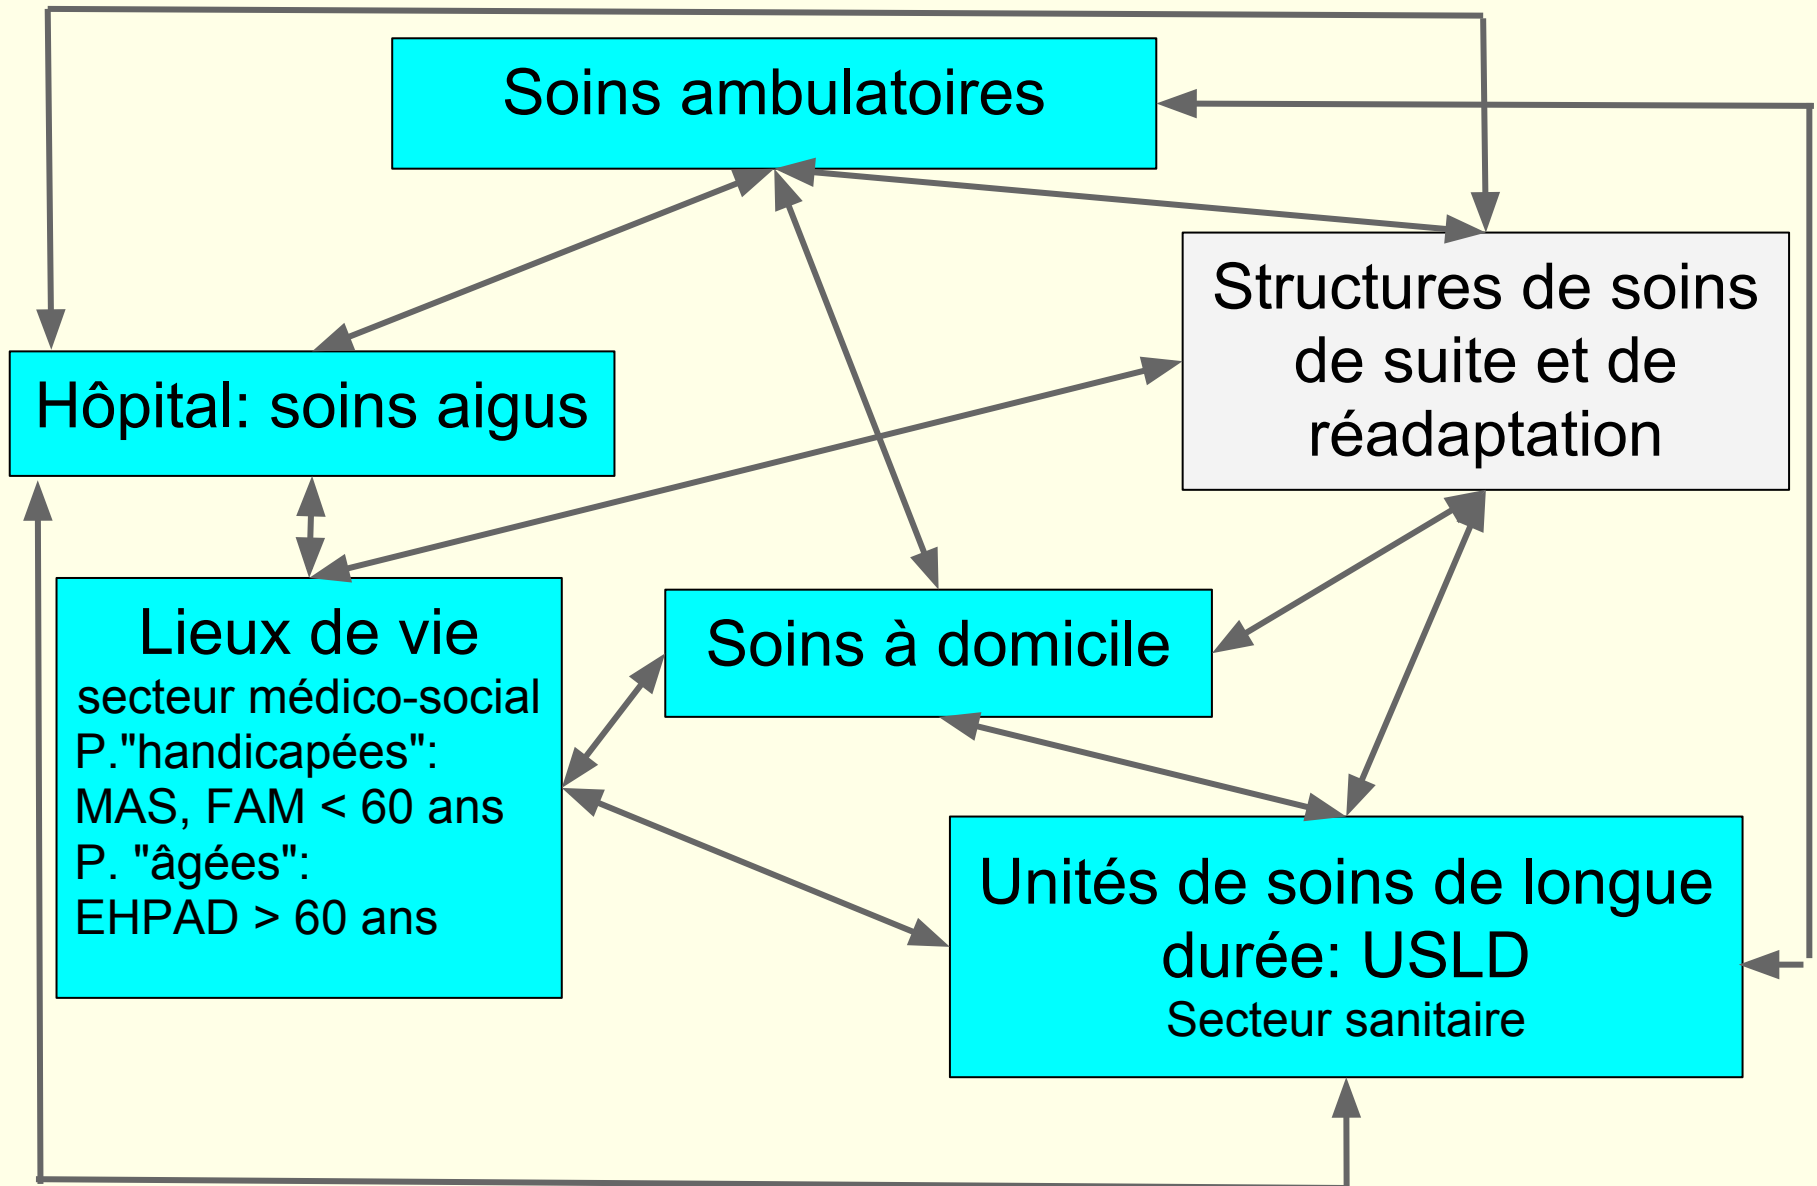 Soins ambulatoires
Structures de soins
de suite et de
réadaptation
Hôpital: soins aigus
Lieux de vie
secteur médico-social
P."handicapées":
MAS, FAM < 60 ans
P. "âgées":
EHPAD > 60 ans
Soins à domicile
Unités de soins de longue
durée: USLD
Secteur sanitaire